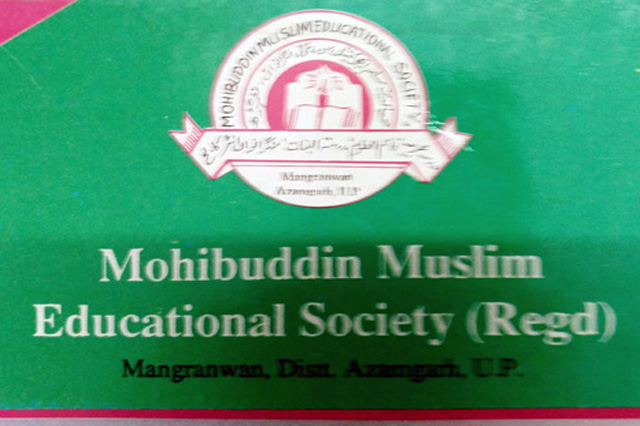 MOHIBUDDIN MUSLIM EDUCATIONAL SOCIETY
Mangranwan
Azamgarh, U.P
Mohibuddin Muslim
Educational Society (Regd)
Mangranwan, Distt. Azamgarh, U.P.